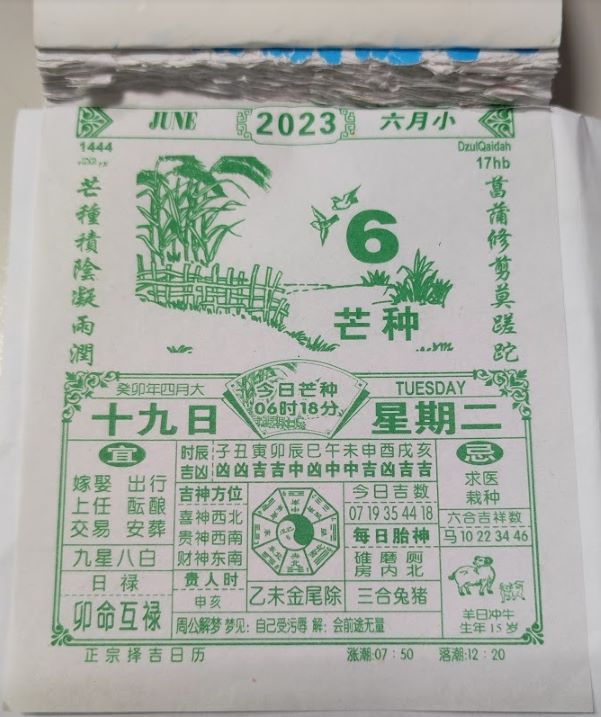 JUNE 2023 六月小
1444
DzulQaidah
17hb
芒種積陰凝雨潤
菖蒲修剪莫蹉跎
6
芒种
癸卯年四月大
十九日
今日芒种
06时18分
TUESDAY
星期二
宜
嫁娶 出行
上任 酝酿
交易 安葬
九星八白
日禄
卯命互禄
时辰 子丑寅卯辰巳午未申酉戌亥
吉凶 凶凶吉吉中凶中中吉凶吉吉
吉神方位
喜神西北
贵神西南
财神东南
贵人时
申亥
乙未金尾除
今日吉数
07 19 35 44 18
每日胎神
碓磨厕
房内北
三合兔猪
周公解梦 梦见：自己受污辱 解：会前途无量
忌
求医
栽种
六合吉祥数
马10 22 34 46
羊日冲牛
生年15岁
正宗择吉日历
涨潮:07：50 落潮:12：20